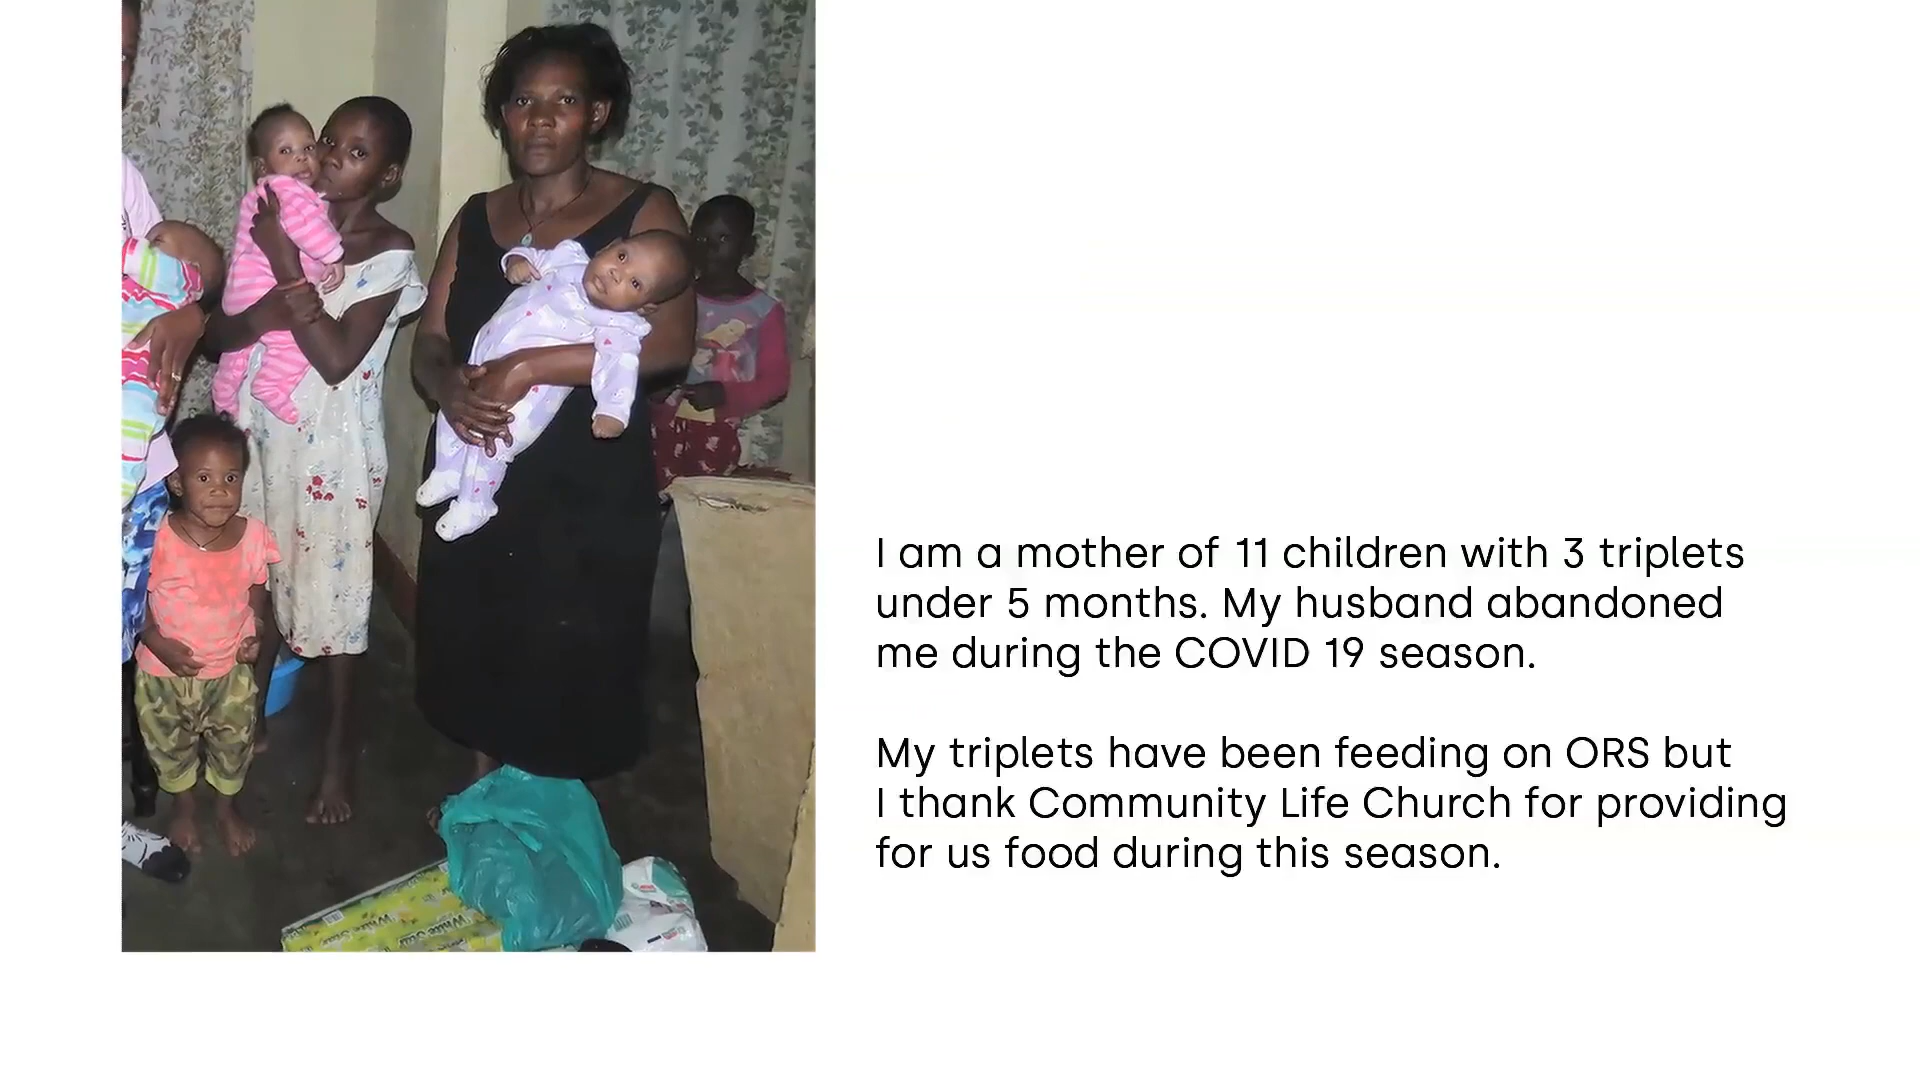 I am a mother of 11 children with 3 triplets
under 5 months. My husband abandoned
me during the COVID 19 season.
My triplets have been feeding on ORS but
I thank Community Life Church for providing
for us food during this season.
White Star